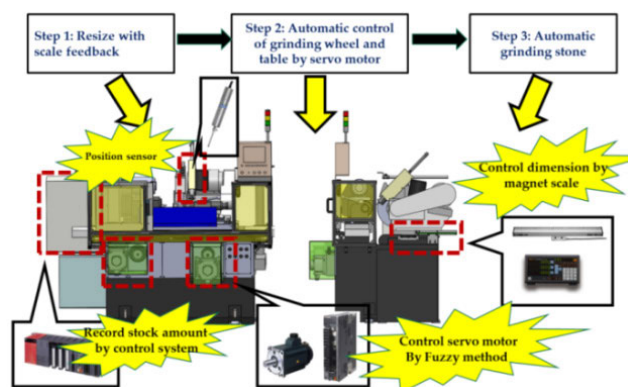 Step 1: Resize with
scale feedback
Step 2: Automatic control
of grinding wheel and
table by servo motor
Step 3: Automatic
grinding stone
Position sensor
Control dimension by
magnet scale
Record stock amount
by control system
Control servo motor
By Fuzzy method